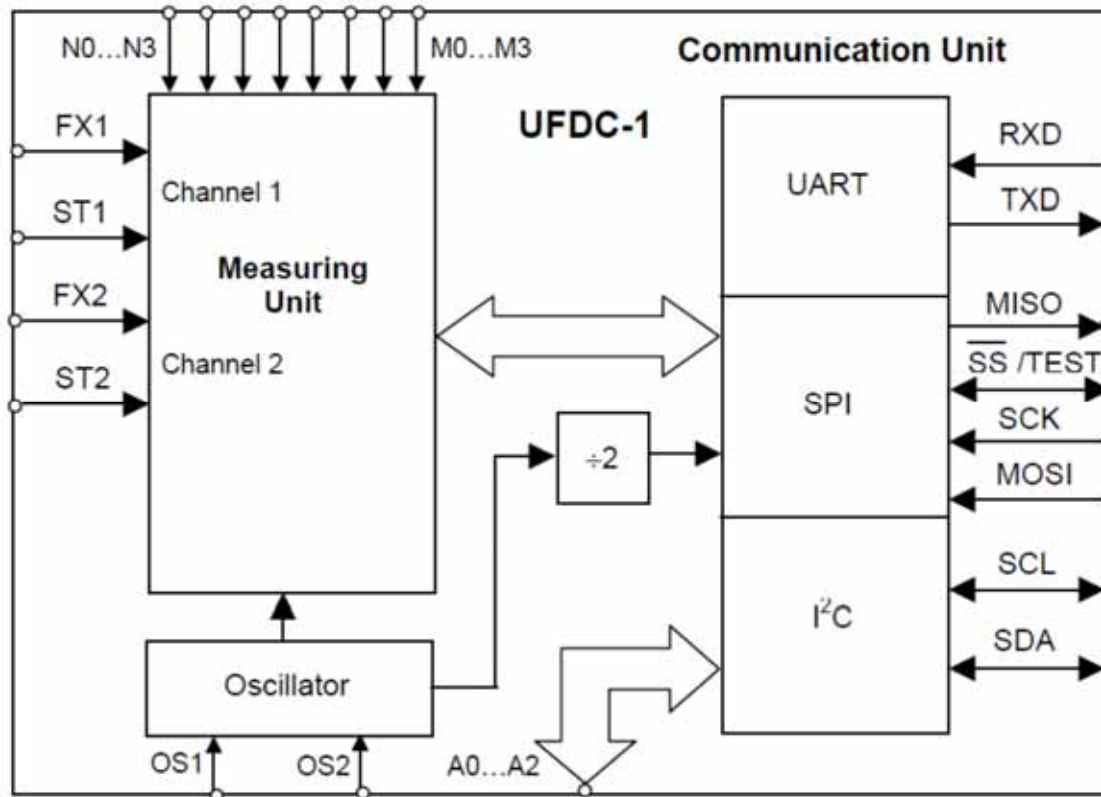 N0...N3
M0...M3
Communication Unit
UFDC-1
FX1
RXD
UART
Channel 1
ST1
TXD
Measuring
Unit
FX2
MISO
Channel 2
SS /TEST
ST2
SPI
SCK
÷2
MOSI
SCL
I²C
SDA
Oscillator
OS1
OS2
A0...A2